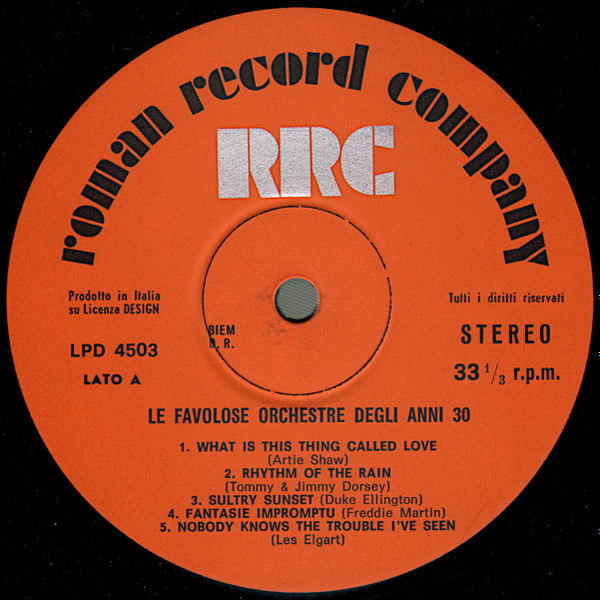 roman record company
RRC
Prodotto in Italia
su Licenza DESIGN
Tutti i diritti riservati
BIEM
D. R.
LPD 4503
STEREO
LATO A
33 1/3 r.p.m.
LE FAVOLOSE ORCHESTRE DEGLI ANNI 30
1. WHAT IS THIS THING CALLED LOVE
(Artie Shaw)
2. RHYTHM OF THE RAIN
(Tommy & Jimmy Dorsey)
3. SULTRY SUNSET (Duke Ellington)
4. FANTASIE IMPROMPTU (Freddie Martin)
5. NOBODY KNOWS THE TROUBLE I'VE SEEN
(Les Elgart)